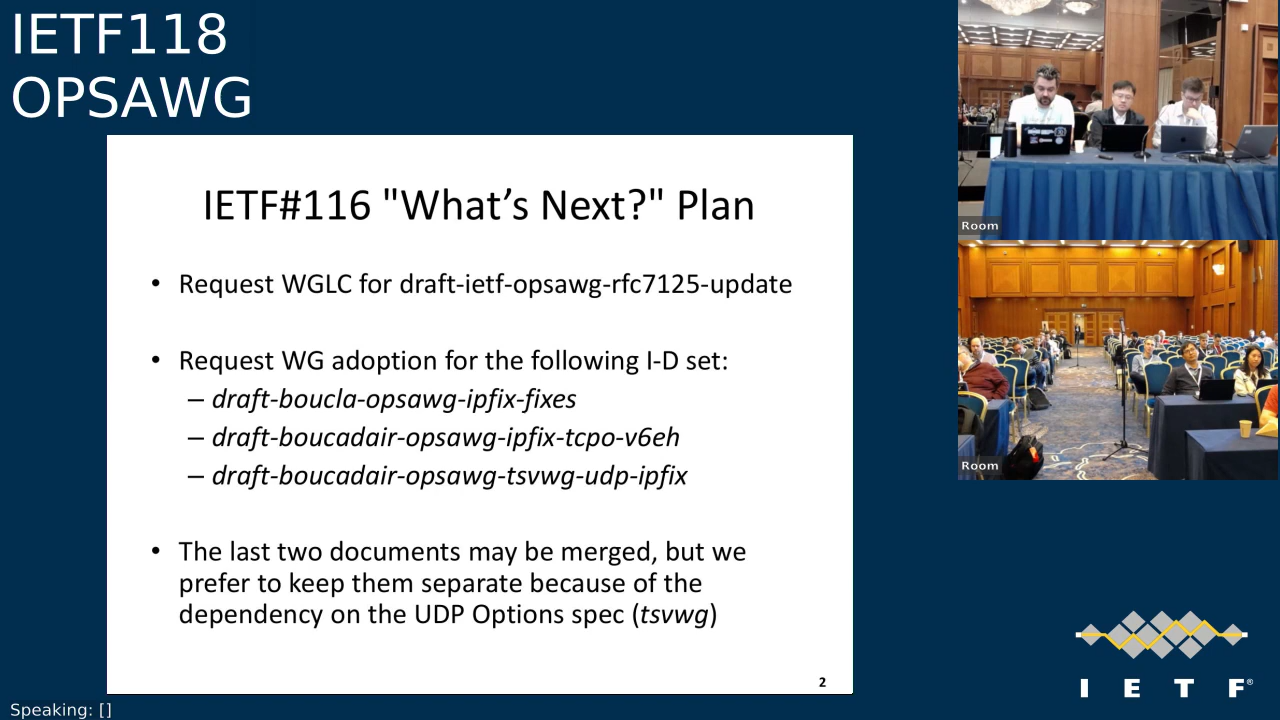 IETF118
OPSAWG
IETF#116 "What’s Next?" Plan
• Request WGLC for draft-ietf-opsawg-rfc7125-update
• Request WG adoption for the following I-D set:
– draft-boucla-opsawg-ipfix-fixes
– draft-boucadair-opsawg-ipfix-tcpo-v6eh
– draft-boucadair-opsawg-tsvwg-udp-ipfix
• The last two documents may be merged, but we
prefer to keep them separate because of the
dependency on the UDP Options spec (tsvwg)
2
Room
Room
I E T F®
Speaking: []